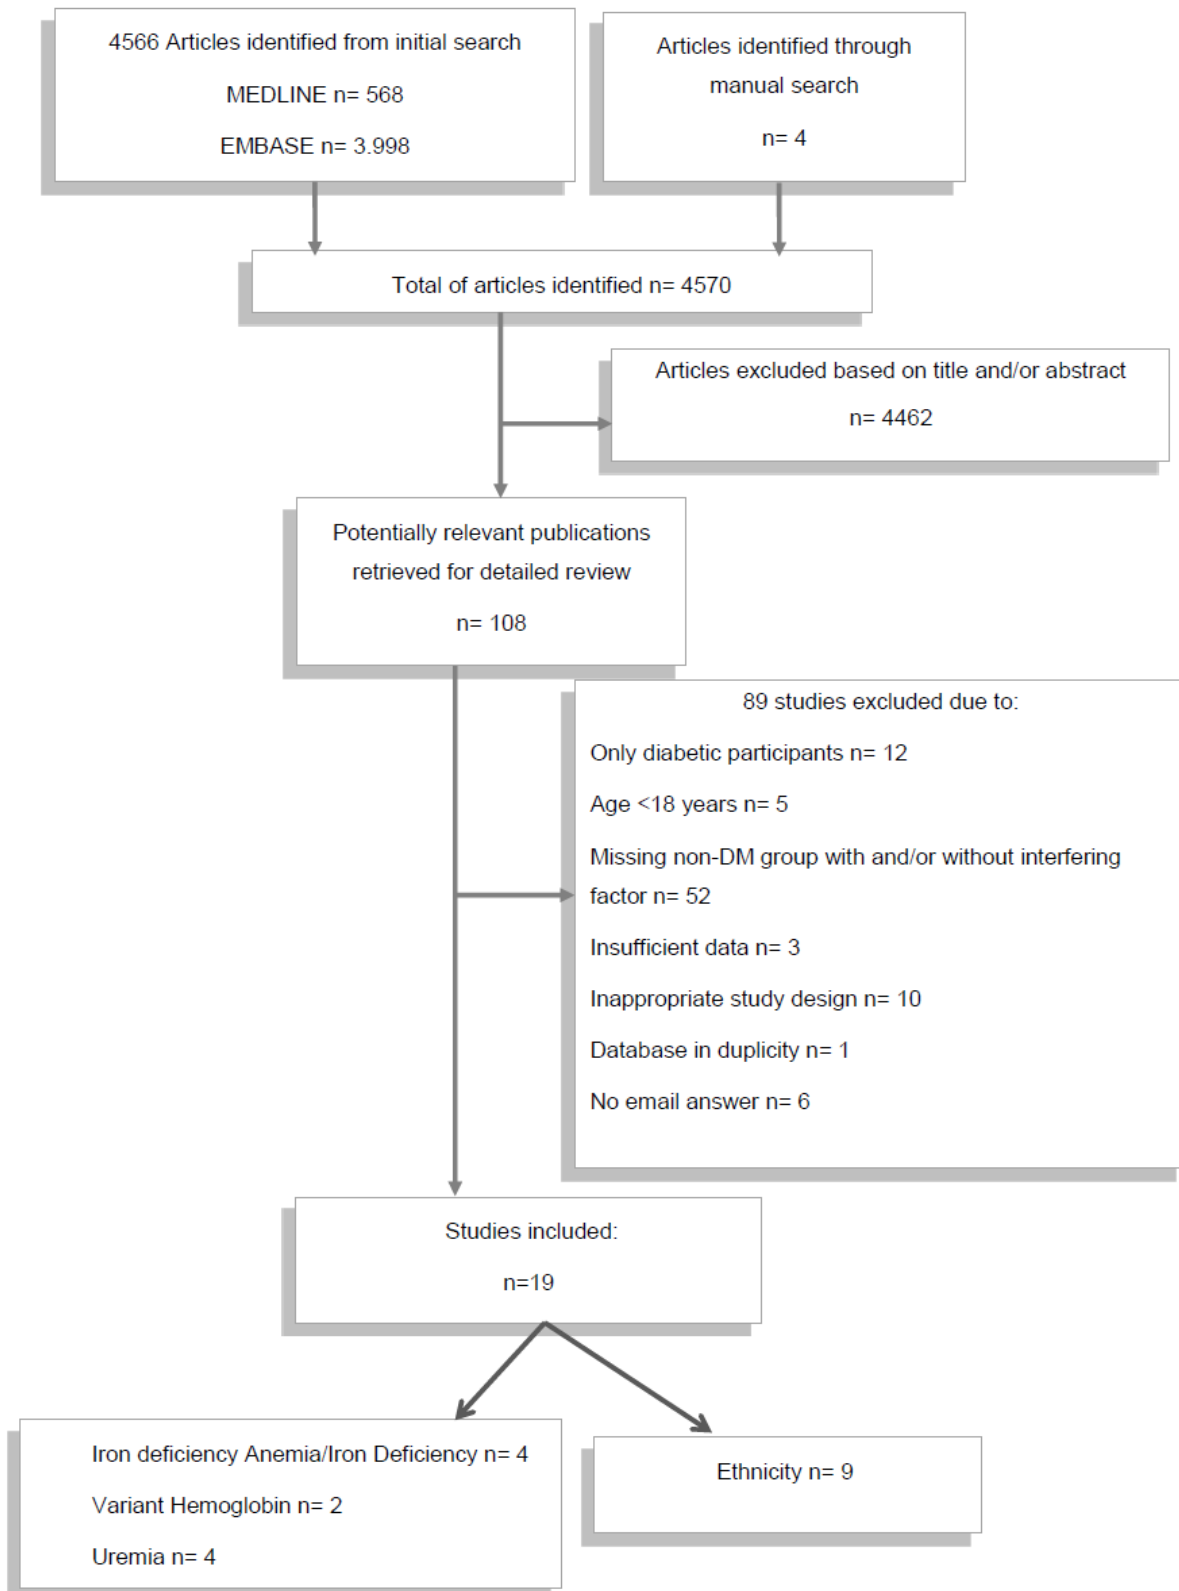 4566 Articles identified from initial search
MEDLINE n= 568
EMBASE n= 3.998
Articles identified through
manual search
n= 4
Total of articles identified n= 4570
Articles excluded based on title and/or abstract
n= 4462
Potentially relevant publications
retrieved for detailed review
n= 108
89 studies excluded due to:
Only diabetic participants n= 12
Age <18 years n= 5
Missing non-DM group with and/or without interfering
factor n= 52
Insufficient data n= 3
Inappropriate study design n= 10
Database in duplicity n= 1
No email answer n= 6
Studies included:
n=19
Iron deficiency Anemia/Iron Deficiency n= 4
Variant Hemoglobin n= 2
Uremia n= 4
Ethnicity n= 9